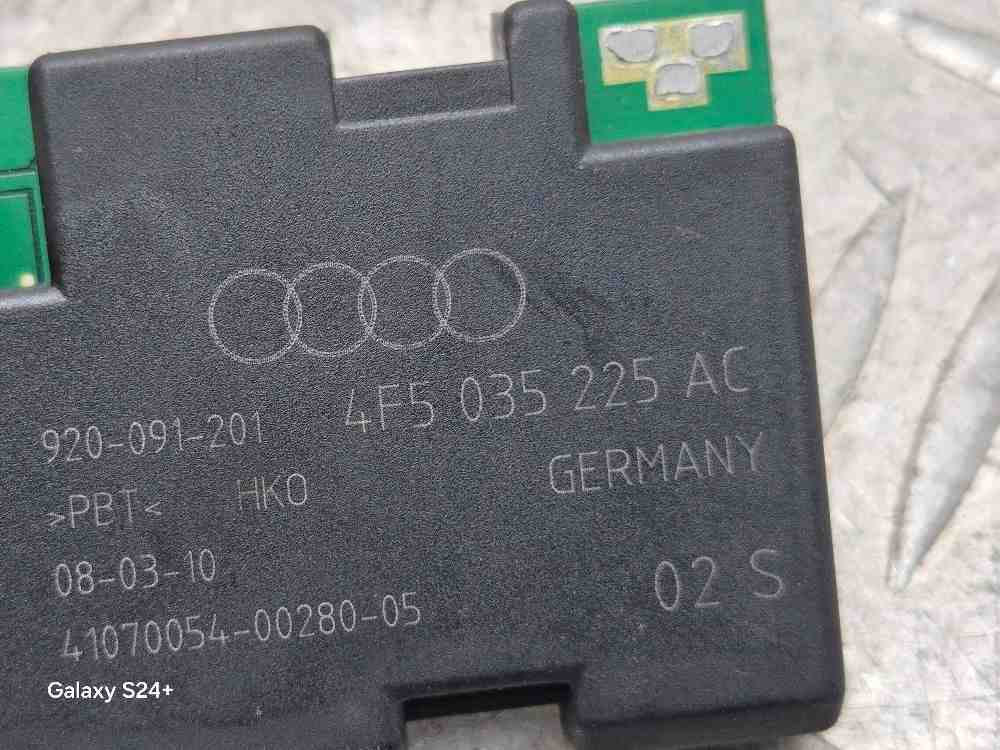 4F5 035 225 AC
920-091-201
GERMANY
>PBT< HKO
08-03-10
02 S
41070054-00280-05
Galaxy S24+